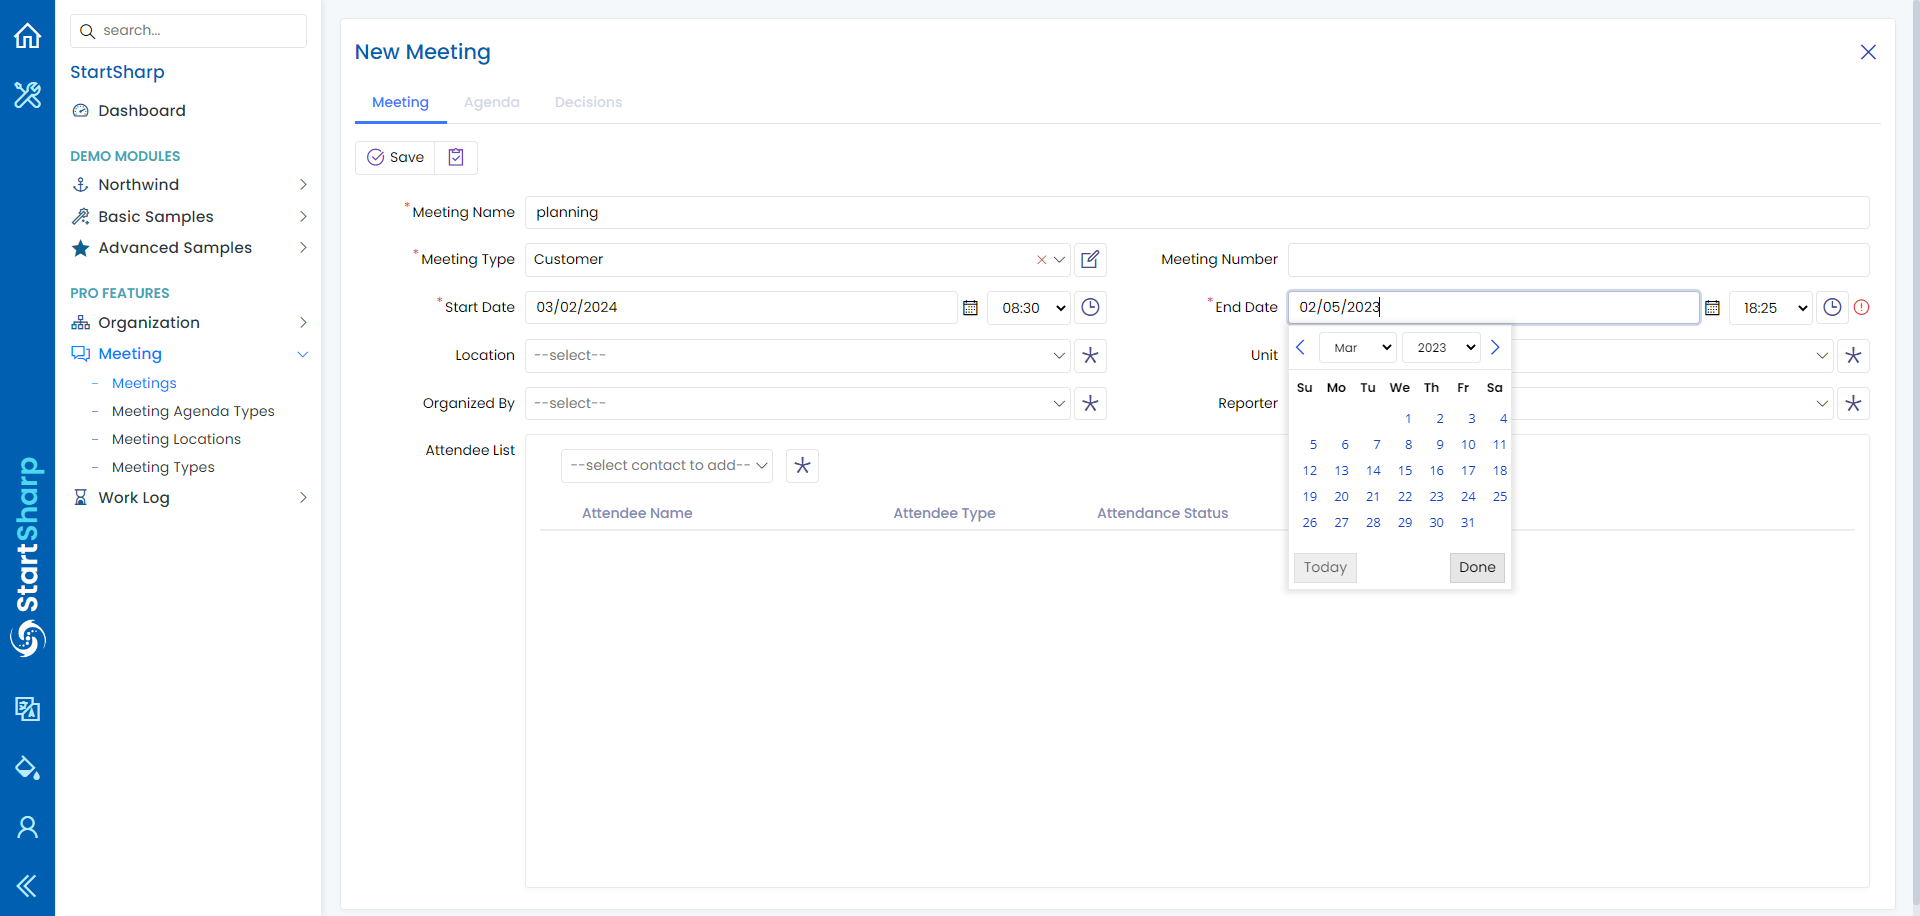 search...
StartSharp
Dashboard
DEMO MODULES
Northwind
Basic Samples
Advanced Samples
PRO FEATURES
Organization
Meeting
Meetings
Meeting Agenda Types
Meeting Locations
Meeting Types
Work Log
StartSharp
New Meeting
Meeting Agenda Decisions
Save
* Meeting Name planning
* Meeting Type Customer Meeting Number
* Start Date 03/02/2024 08:30 * End Date 02/05/2023 18:25
Location --select-- Unit
Organized By --select-- Reporter
Mar 2023
Su Mo Tu We Th Fr Sa
1 2 3 4
5 6 7 8 9 10 11
12 13 14 15 16 17 18
19 20 21 22 23 24 25
26 27 28 29 30 31
Today Done
Attendee List --select contact to add--
Attendee Name Attendee Type Attendance Status